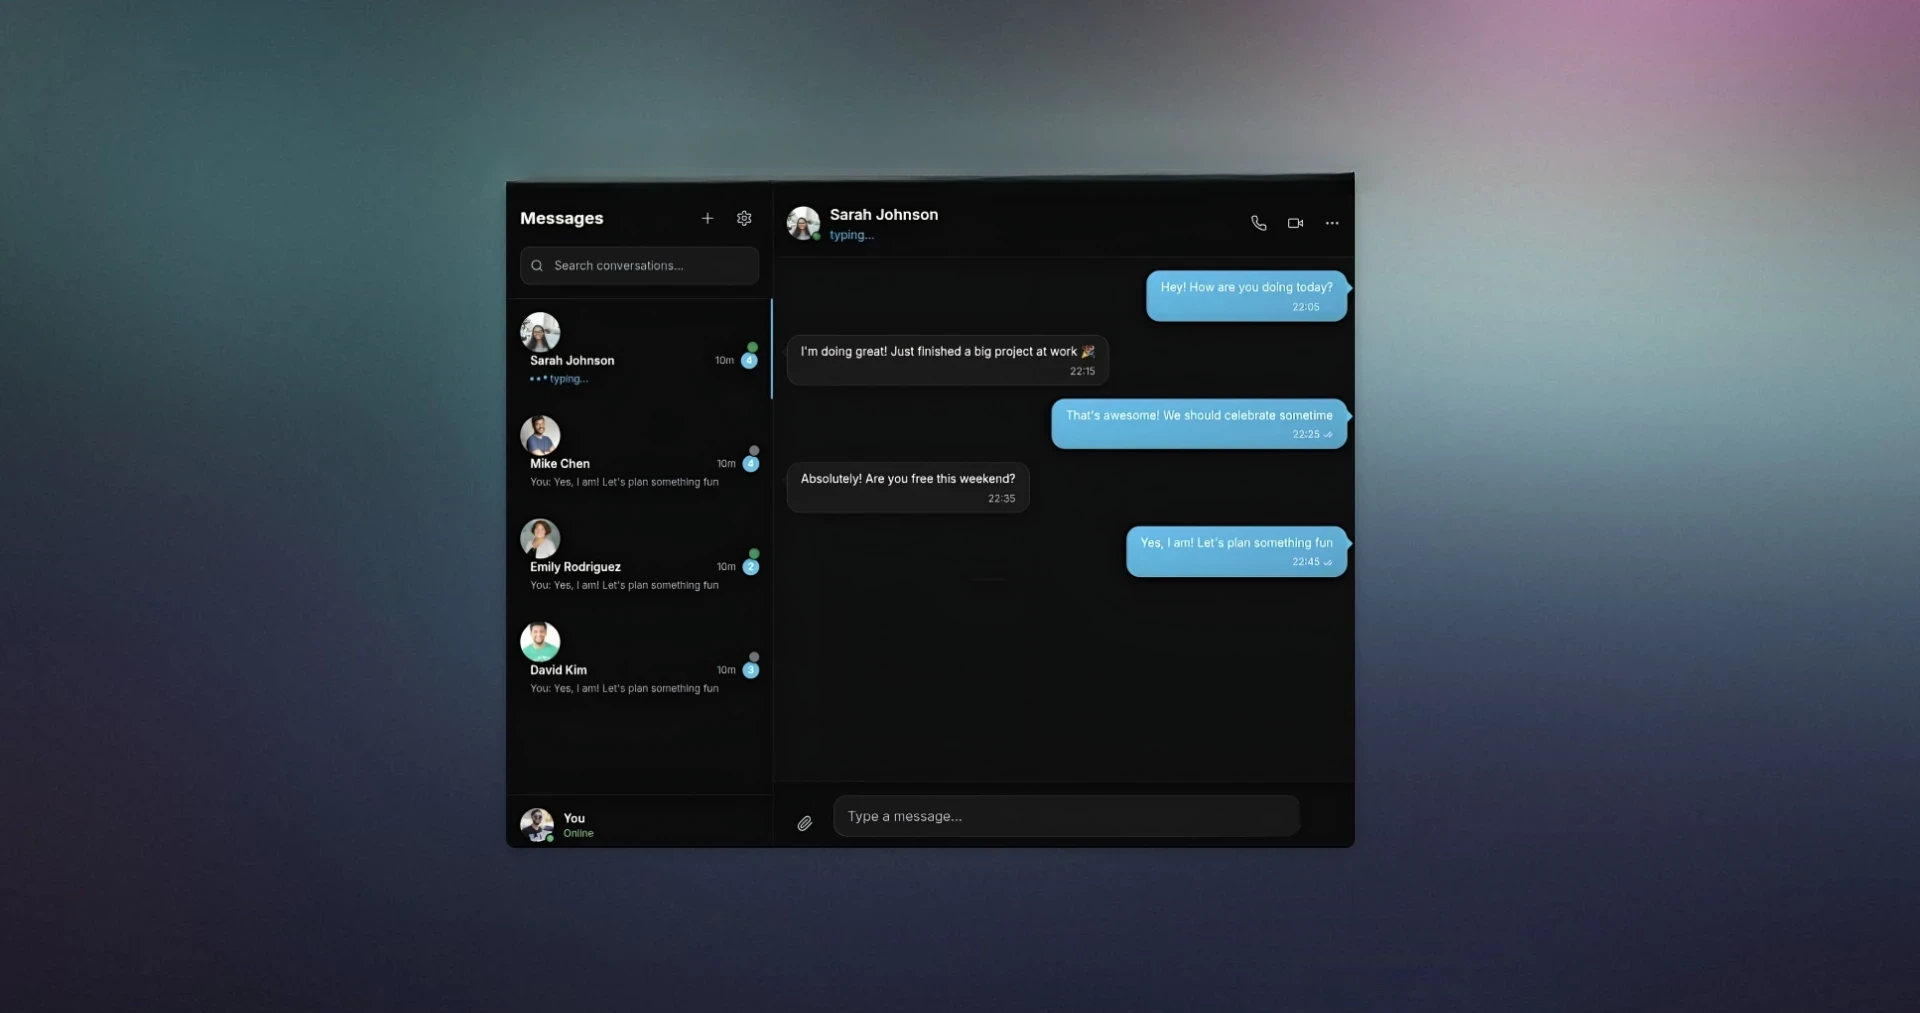 Messages
Search conversations...
Sarah Johnson
10m
4
typing...
Mike Chen
10m
4
You: Yes, I am! Let's plan something fun
Emily Rodriguez
10m
2
You: Yes, I am! Let's plan something fun
David Kim
10m
3
You: Yes, I am! Let's plan something fun
You
Online
Sarah Johnson
typing...
Hey! How are you doing today?
22:05
I'm doing great! Just finished a big project at work 🎉
22:15
That's awesome! We should celebrate sometime
22:25
Absolutely! Are you free this weekend?
22:35
Yes, I am! Let's plan something fun
22:45
Type a message...